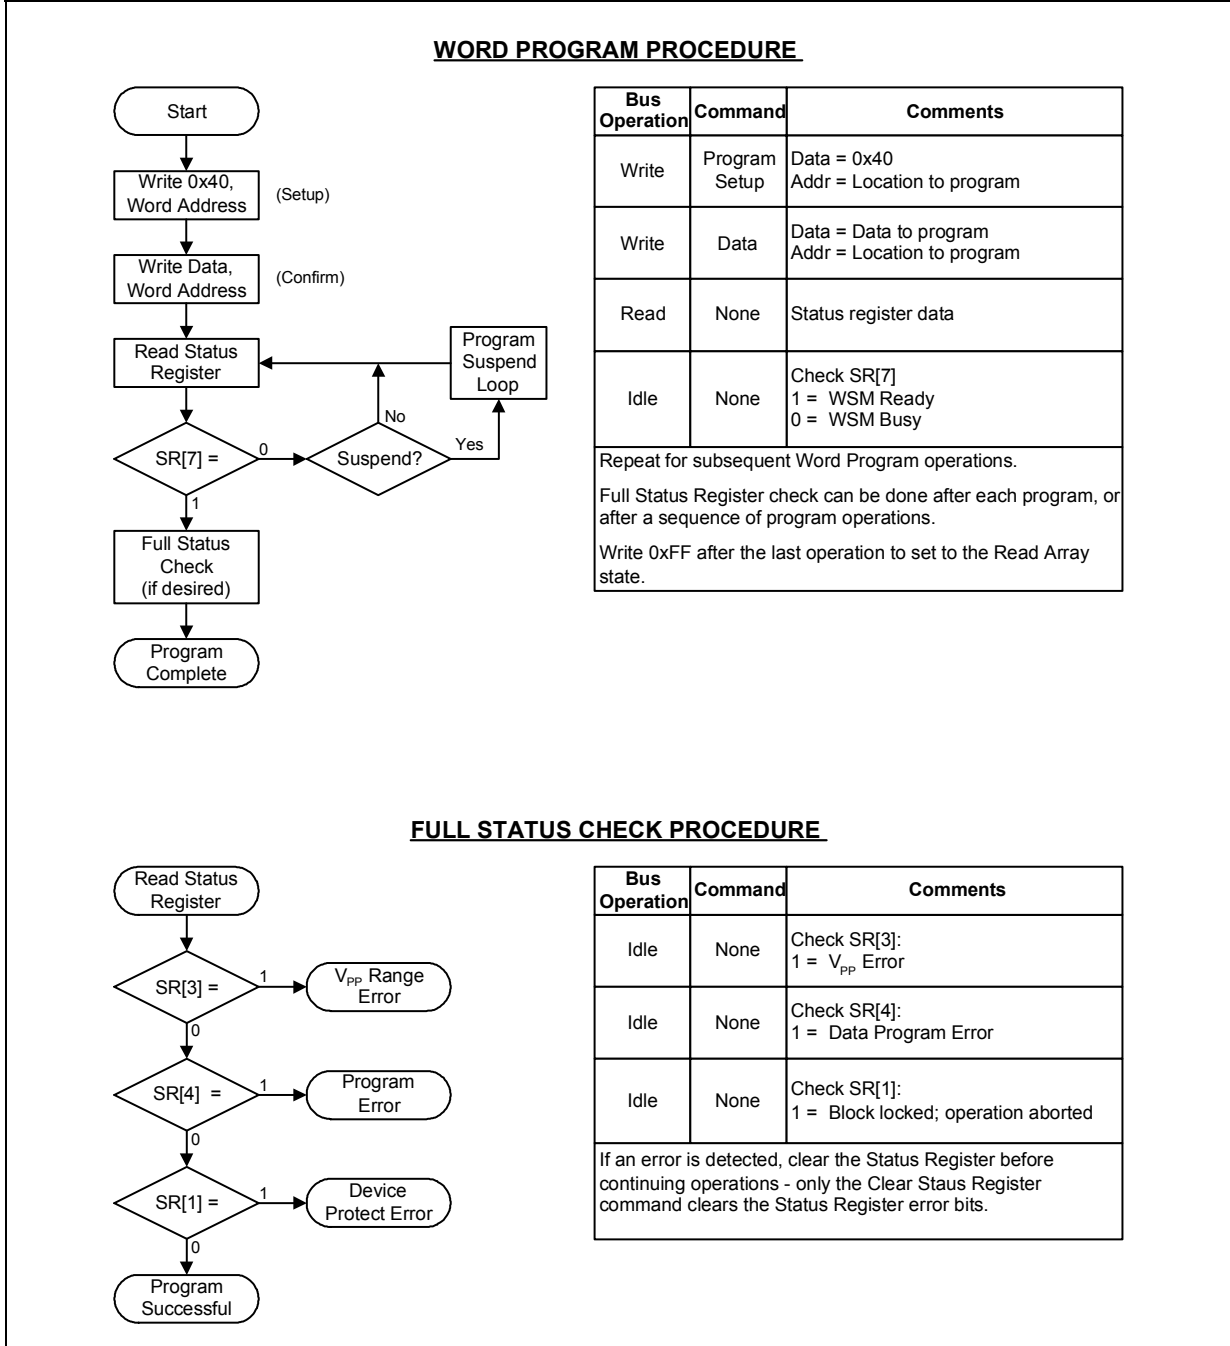 WORD PROGRAM PROCEDURE
Start
Write 0x40,
Word Address
(Setup)
Write Data,
Word Address
(Confirm)
Read Status
Register
Program
Suspend
Loop
No
SR[7] =
0
Suspend?
Yes
1
Full Status
Check
(if desired)
Program
Complete
Bus
Operation
Command
Comments
Write
Program
Setup
Data = 0x40
Addr = Location to program
Write
Data
Data = Data to program
Addr = Location to program
Read
None
Status register data
Idle
None
Check SR[7]
1 = WSM Ready
0 = WSM Busy
Repeat for subsequent Word Program operations.
Full Status Register check can be done after each program, or
after a sequence of program operations.
Write 0xFF after the last operation to set to the Read Array
state.
FULL STATUS CHECK PROCEDURE
Read Status
Register
SR[3] =
1
VPP Range
Error
0
SR[4] =
1
Program
Error
0
SR[1] =
1
Device
Protect Error
0
Program
Successful
Bus
Operation
Command
Comments
Idle
None
Check SR[3]:
1 = VPP Error
Idle
None
Check SR[4]:
1 = Data Program Error
Idle
None
Check SR[1]:
1 = Block locked; operation aborted
If an error is detected, clear the Status Register before
continuing operations - only the Clear Staus Register
command clears the Status Register error bits.